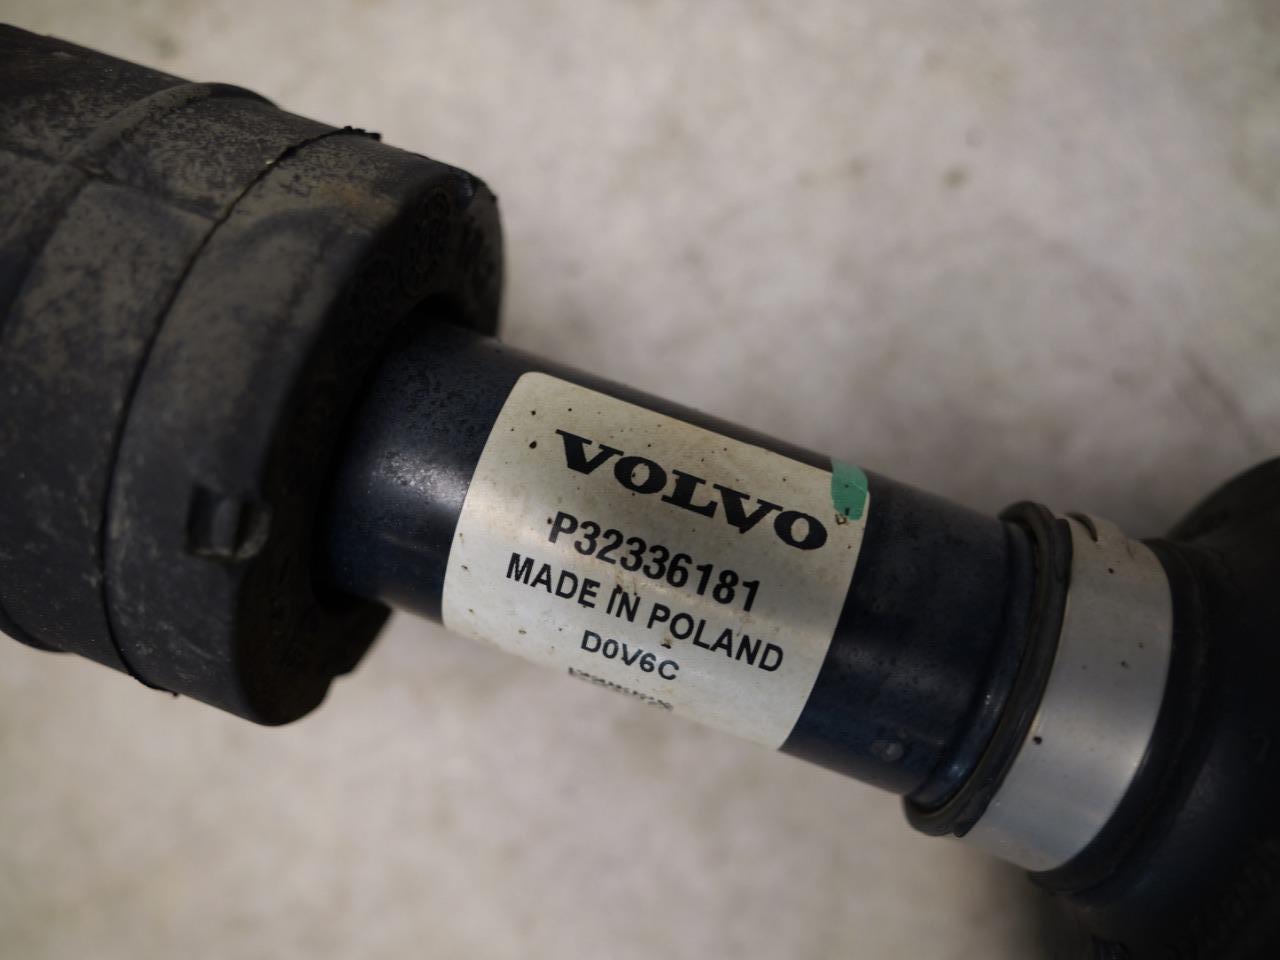 VOLVO
P32336181
MADE IN POLAND
D0V6C